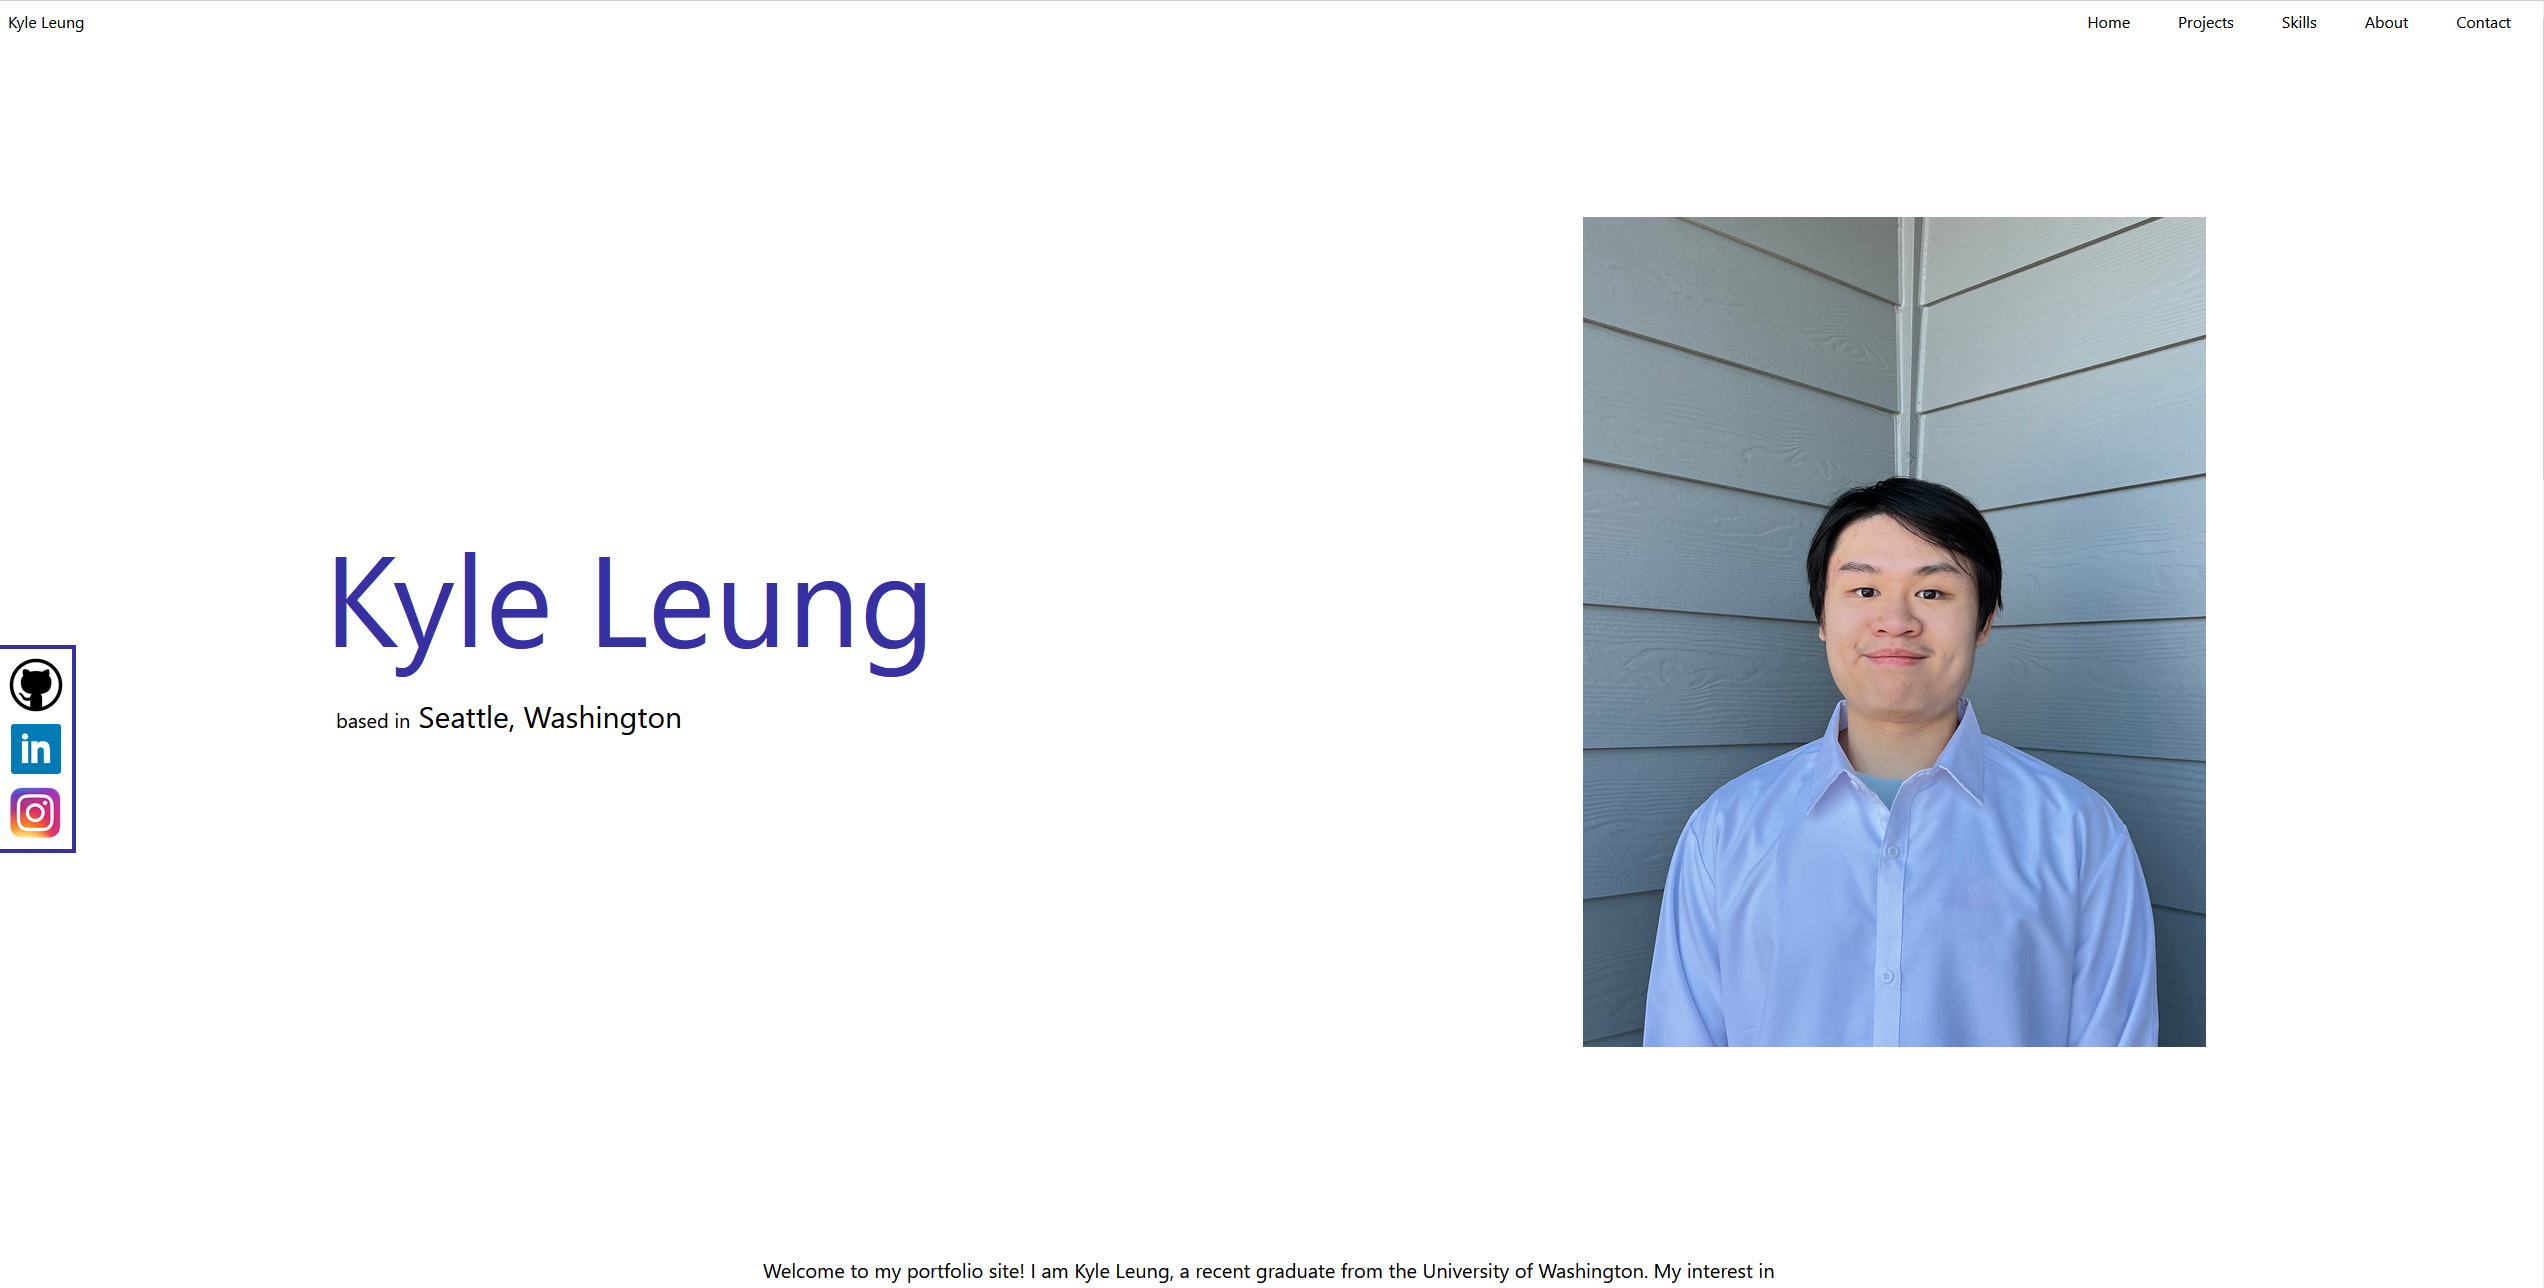 Kyle Leung
Home Projects Skills About Contact
Kyle Leung
based in Seattle, Washington
in
Welcome to my portfolio site! I am Kyle Leung, a recent graduate from the University of Washington. My interest in